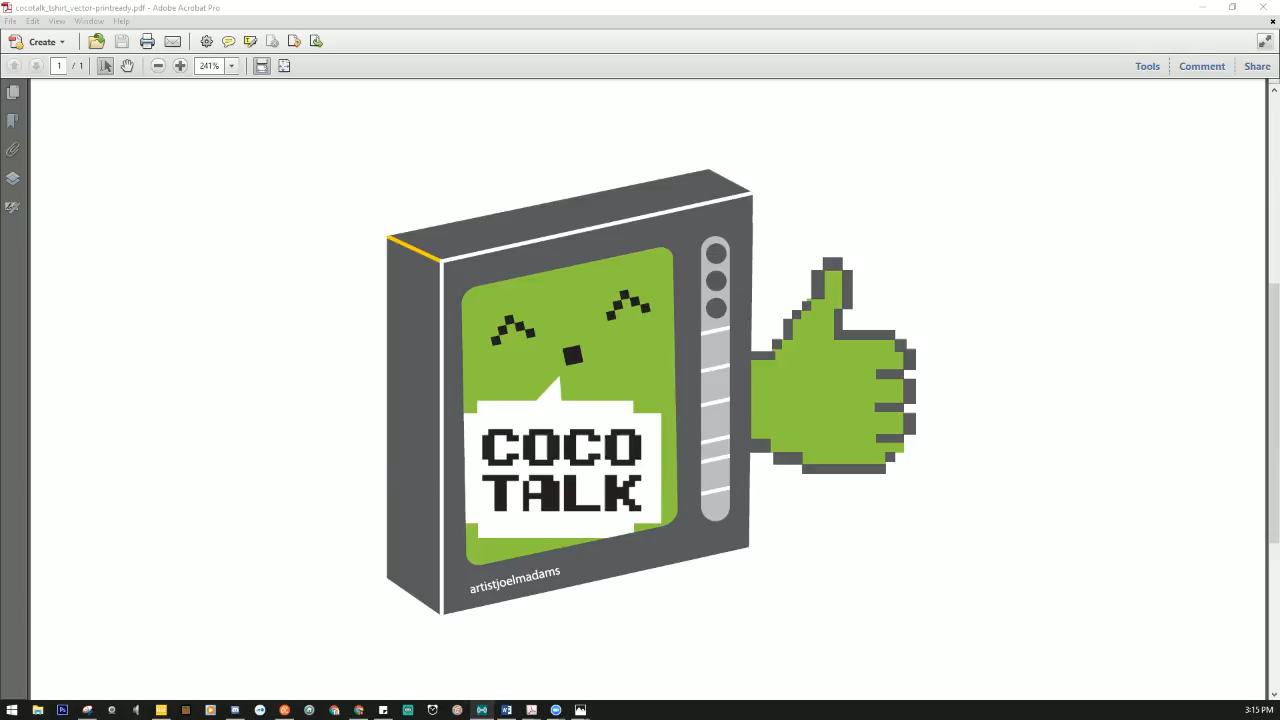 cocotalk_tshirt_vector-printready.pdf - Adobe Acrobat Pro
File Edit View Window Help
Create
1 / 1 241% Tools Comment Share
COCO
TALK
artistjoelmadams
3:15 PM